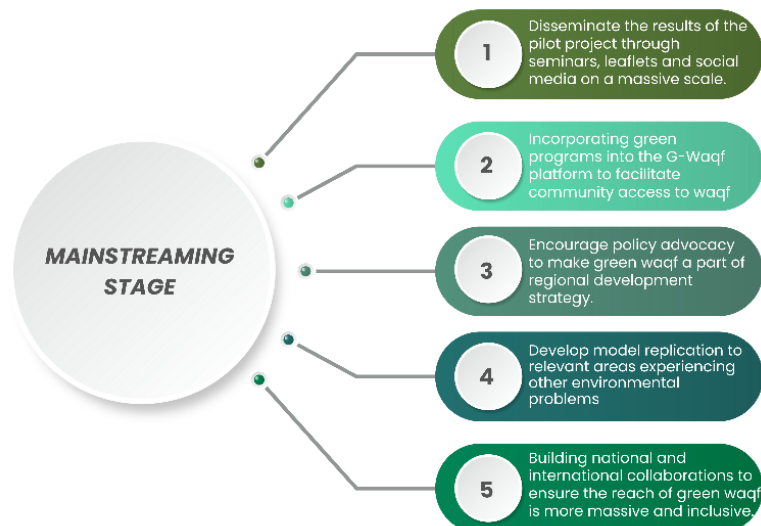 MAINSTREAMING
STAGE
1
Disseminate the results of the
pilot project through
seminars, leaflets and social
media on a massive scale.
2
Incorporating green
programs into the G-Waqf
platform to facilitate
community access to waqf
3
Encourage policy advocacy
to make green waqf a part of
regional development
strategy.
4
Develop model replication to
relevant areas experiencing
other environmental
problems
5
Building national and
international collaborations to
ensure the reach of green waqf
is more massive and inclusive.